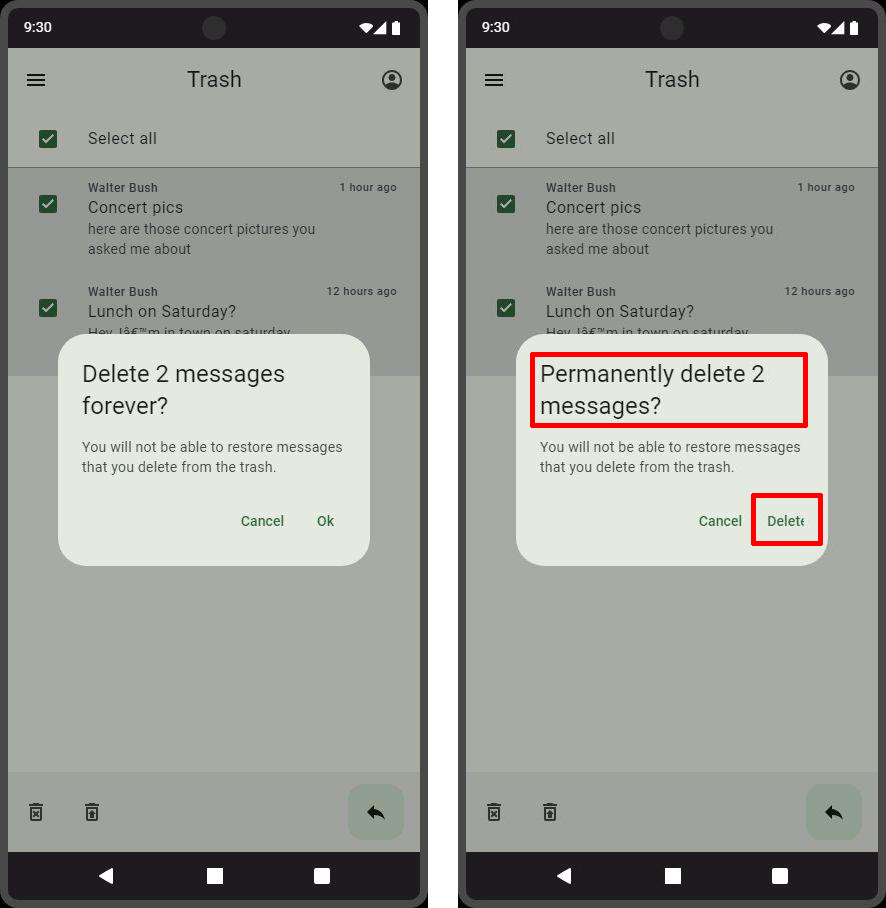 9:30
Trash
Select all
Walter Bush 1 hour ago
Concert pics
here are those concert pictures you
asked me about
Walter Bush 12 hours ago
Lunch on Saturday?
Hey, Iâ€™m in town on saturday
Delete 2 messages
forever?
You will not be able to restore messages
that you delete from the trash.
Cancel Ok
9:30
Trash
Select all
Walter Bush 1 hour ago
Concert pics
here are those concert pictures you
asked me about
Walter Bush 12 hours ago
Lunch on Saturday?
Hey, Iâ€™m in town on saturday
Permanently delete 2
messages?
You will not be able to restore messages
that you delete from the trash.
Cancel Delete